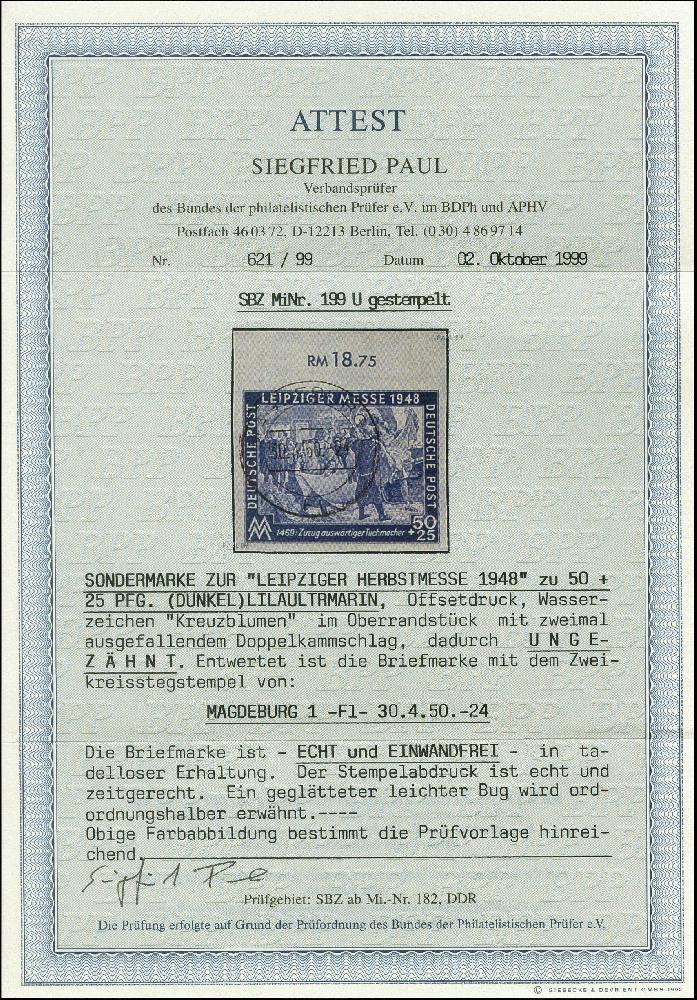 ATTEST
SIEGFRIED PAUL
Verbandsprüfer
des Bundes der philatelistischen Prüfer e.V. im BDPh und APHV
Postfach 46 03 72, D-12213 Berlin, Tel. (0 30) 4 86 97 14
Nr. 621 / 99 Datum 02. Oktober 1999
SBZ MiNr. 199 U gestempelt
RM 18.75
LEIPZIGER MESSE 1948
DEUTSCHE POST
DEUTSCHE POST
50
+25
1469: Zuzug auswärtiger Tuchmacher
SONDERMARKE ZUR "LEIPZIGER HERBSTMESSE 1948" zu 50 +
25 PFG. (DUNKEL)LILAULTRMARIN, Offsetdruck, Wasser-
zeichen "Kreuzblumen" im Oberrandstück mit zweimal
ausgefallendem Doppelkammschlag, dadurch U N G E-
Z Ä H N T. Entwertet ist die Briefmarke mit dem Zwei-
kreisstegstempel von:
MAGDEBURG 1 -Fl- 30.4.50.-24
Die Briefmarke ist - ECHT und EINWANDFREI - in ta-
delloser Erhaltung. Der Stempelabdruck ist echt und
zeitgerecht. Ein geglätteter leichter Bug wird ord-
ordnungshalber erwähnt.----
Obige Farbabbildung bestimmt die Prüfvorlage hinrei-
chend.
Prüfgebiet: SBZ ab Mi.-Nr. 182, DDR
Die Prüfung erfolgte auf Grund der Prüfordnung des Bundes der Philatelistischen Prüfer e.V.
© GIESECKE & DEVRIENT GMBH